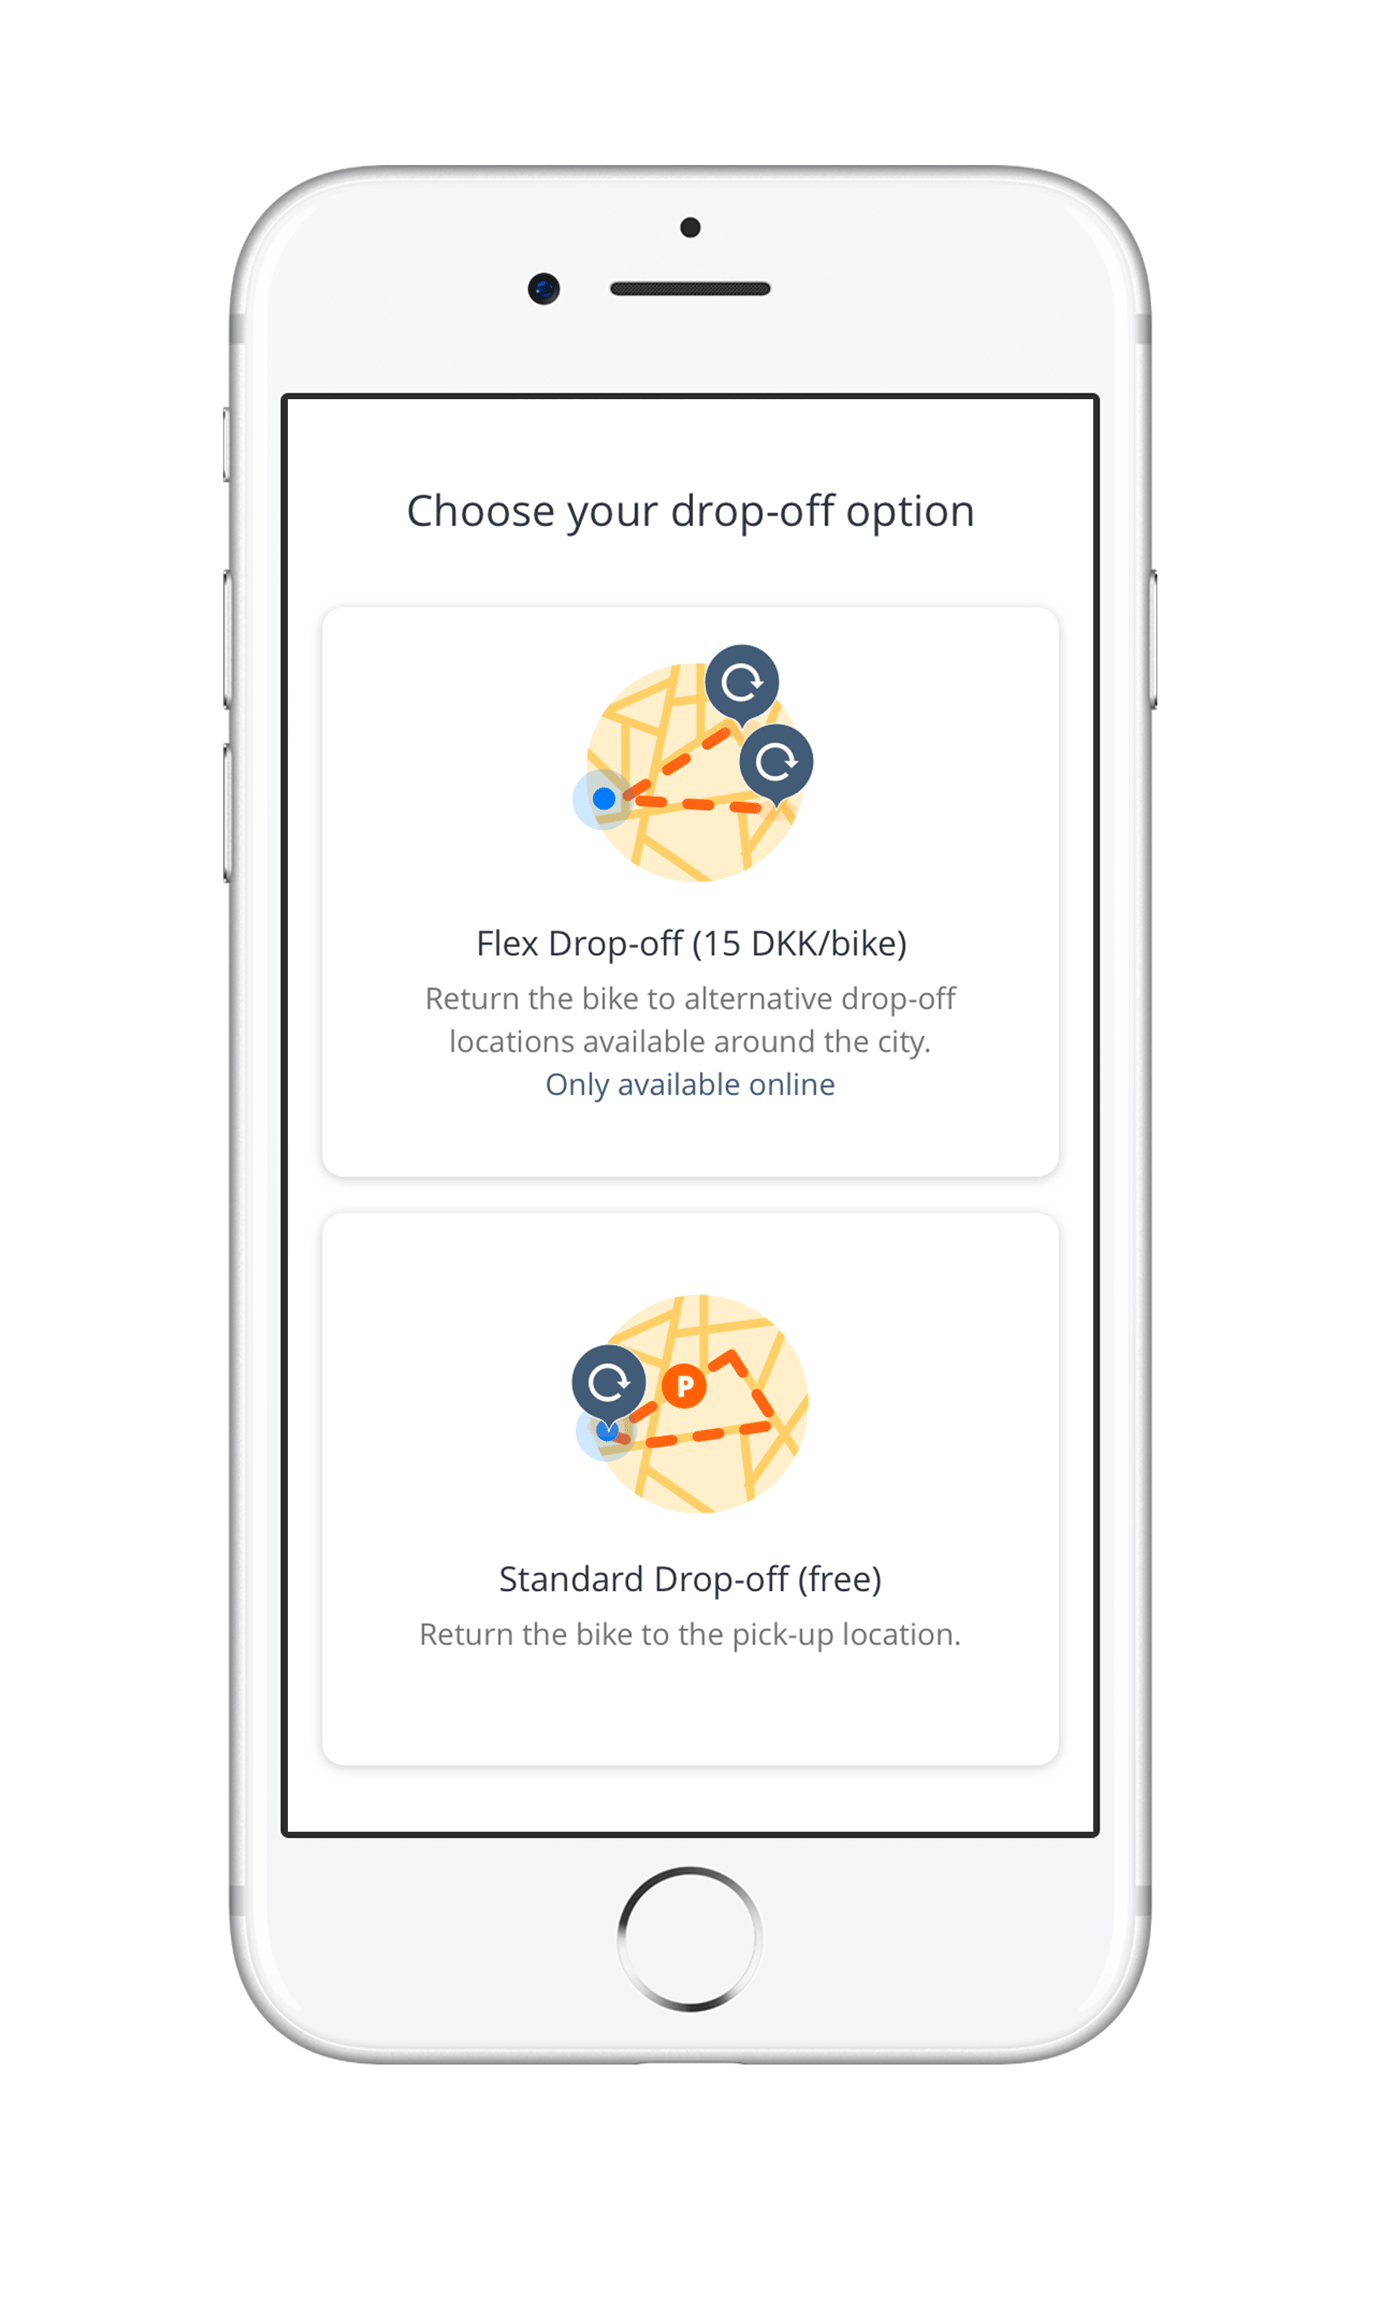 Choose your drop-off option
Flex Drop-off (15 DKK/bike)
Return the bike to alternative drop-off
locations available around the city.
Only available online
P
Standard Drop-off (free)
Return the bike to the pick-up location.